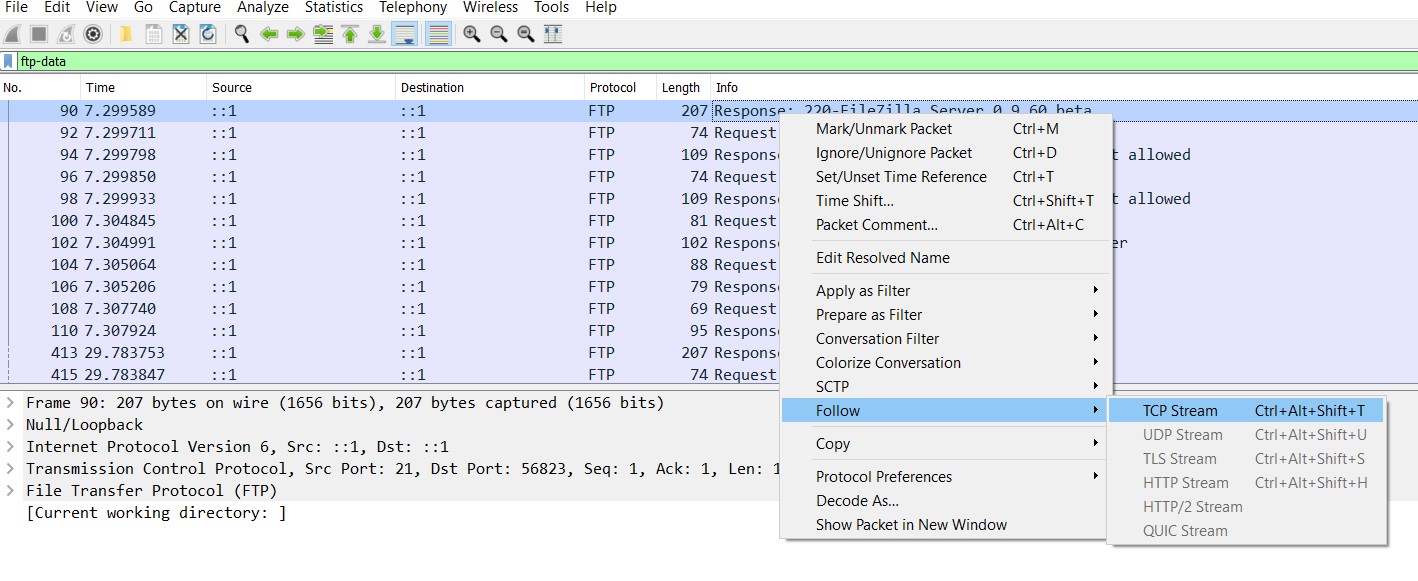 File Edit View Go Capture Analyze Statistics Telephony Wireless Tools Help
ftp-data
No. Time Source Destination Protocol Length Info
90 7.299589 ::1 ::1 FTP 207 Response: 220-FileZilla Server 0.9.60 beta
92 7.299711 ::1 ::1 FTP 74 Request
94 7.299798 ::1 ::1 FTP 109 Respons t allowed
96 7.299850 ::1 ::1 FTP 74 Request
98 7.299933 ::1 ::1 FTP 109 Respons t allowed
100 7.304845 ::1 ::1 FTP 81 Request
102 7.304991 ::1 ::1 FTP 102 Respons er
104 7.305064 ::1 ::1 FTP 88 Request
106 7.305206 ::1 ::1 FTP 79 Respons
108 7.307740 ::1 ::1 FTP 69 Request
110 7.307924 ::1 ::1 FTP 95 Respons
413 29.783753 ::1 ::1 FTP 207 Respons
415 29.783847 ::1 ::1 FTP 74 Request
Mark/Unmark Packet Ctrl+M
Ignore/Unignore Packet Ctrl+D
Set/Unset Time Reference Ctrl+T
Time Shift... Ctrl+Shift+T
Packet Comment... Ctrl+Alt+C
Edit Resolved Name
Apply as Filter
Prepare as Filter
Conversation Filter
Colorize Conversation
SCTP
Follow
Copy
Protocol Preferences
Decode As...
Show Packet in New Window
TCP Stream Ctrl+Alt+Shift+T
UDP Stream Ctrl+Alt+Shift+U
TLS Stream Ctrl+Alt+Shift+S
HTTP Stream Ctrl+Alt+Shift+H
HTTP/2 Stream
QUIC Stream
Frame 90: 207 bytes on wire (1656 bits), 207 bytes captured (1656 bits)
Null/Loopback
Internet Protocol Version 6, Src: ::1, Dst: ::1
Transmission Control Protocol, Src Port: 21, Dst Port: 56823, Seq: 1, Ack: 1, Len: 1
File Transfer Protocol (FTP)
[Current working directory: ]